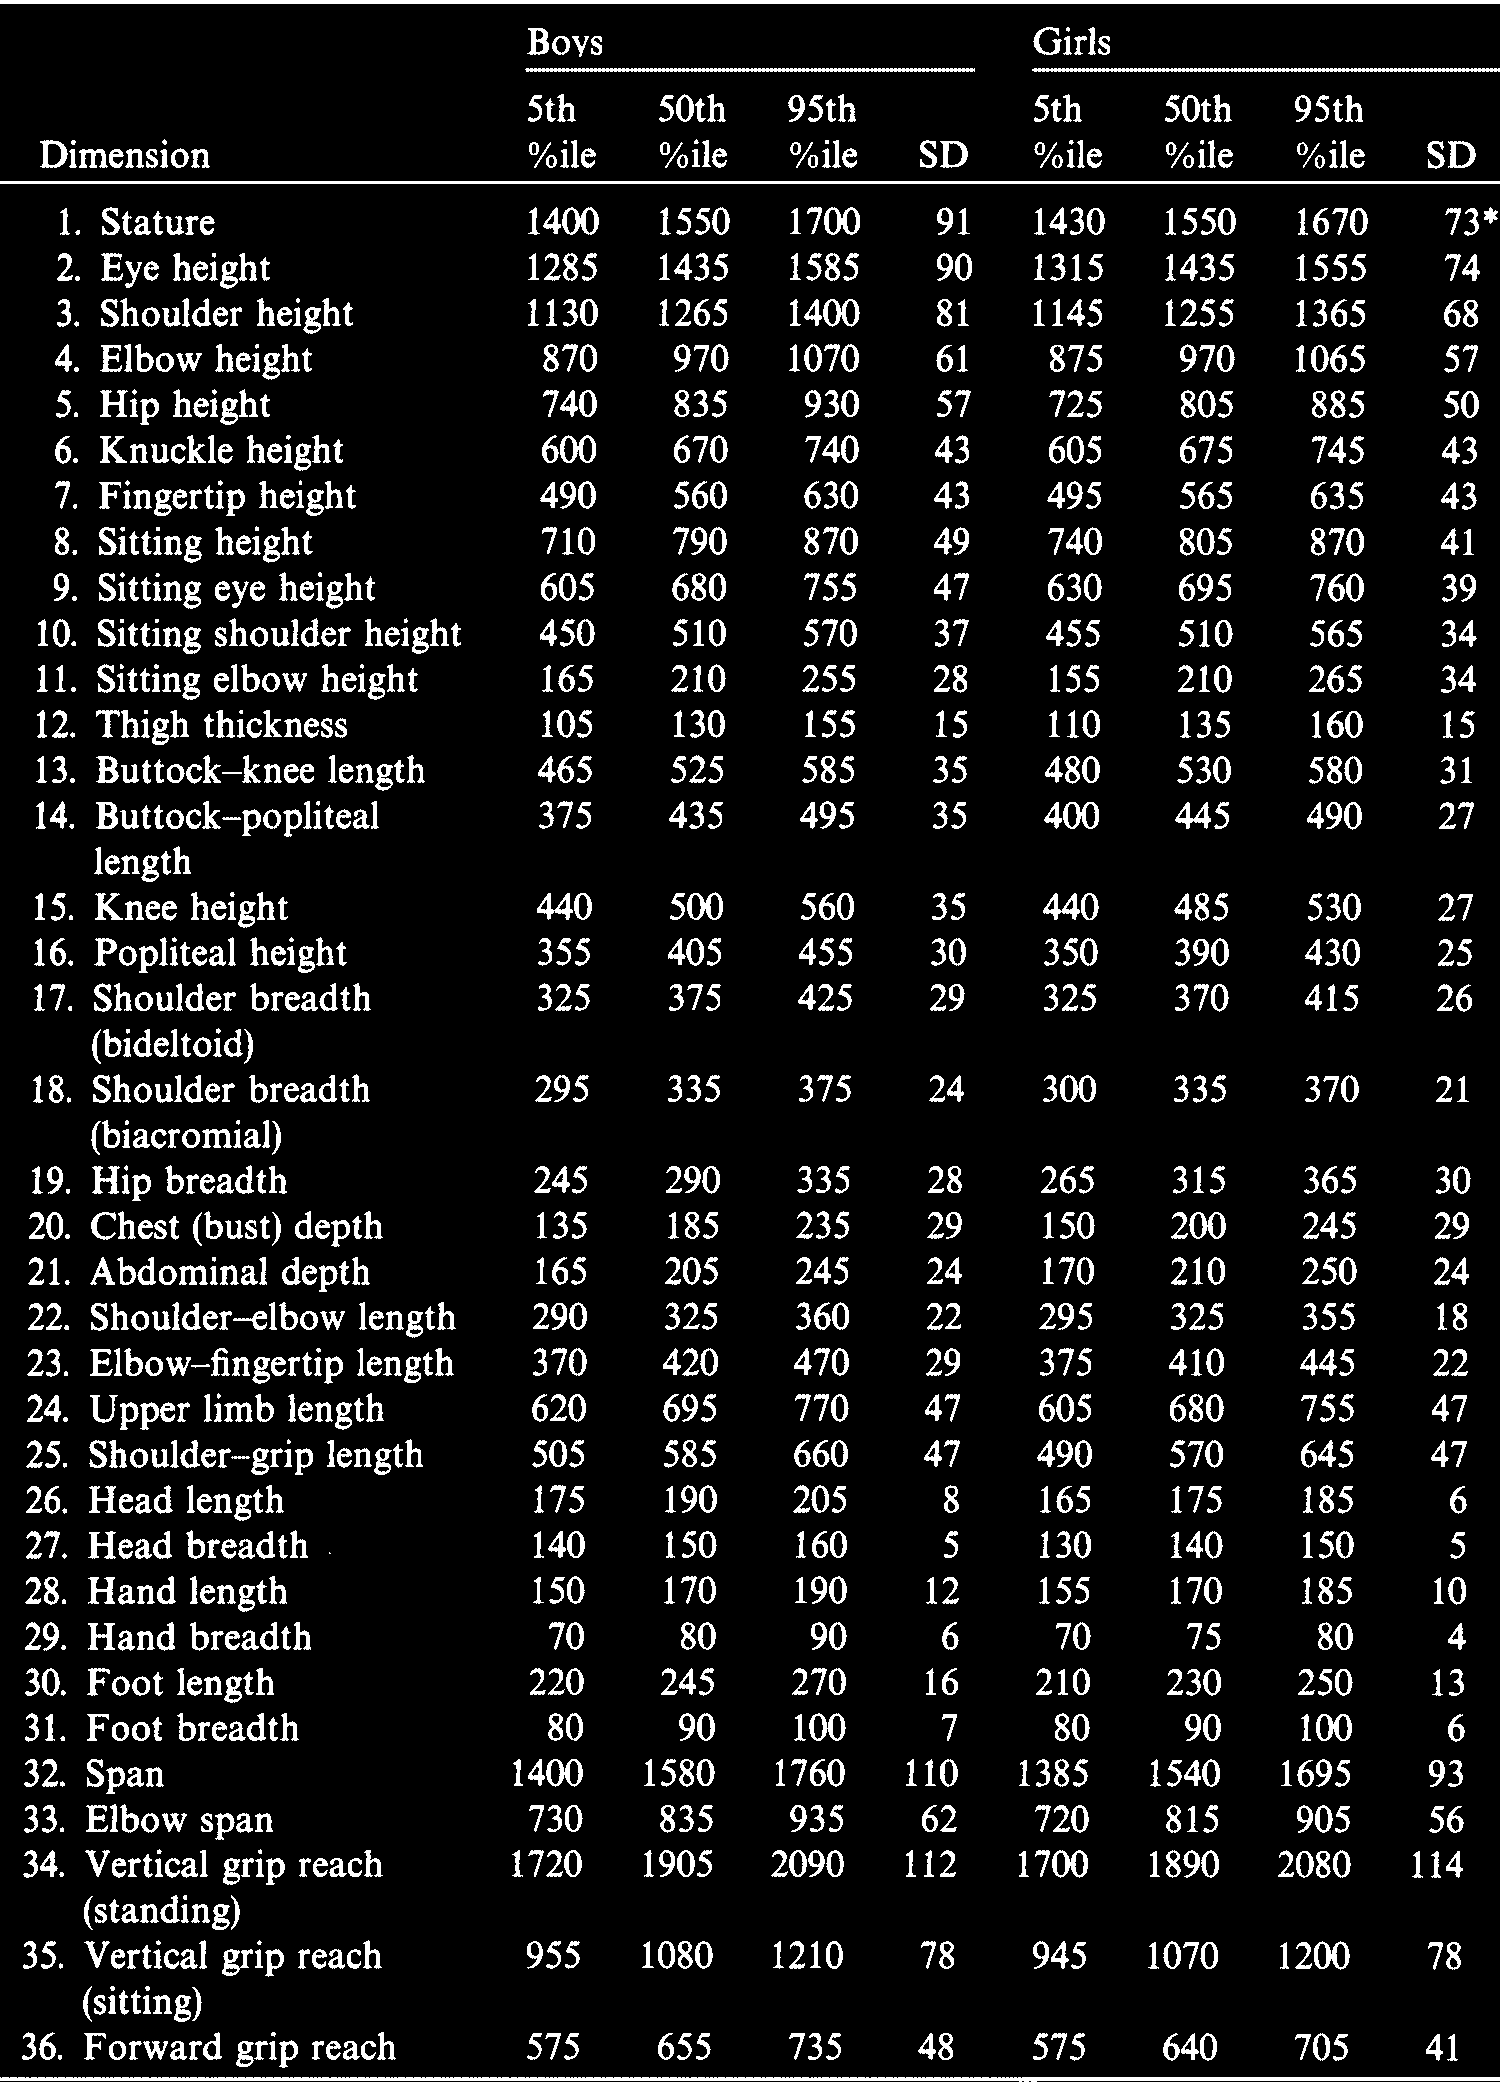 Boys Girls
5th 50th 95th 5th 50th 95th
Dimension %ile %ile %ile SD %ile %ile %ile SD
1. Stature 1400 1550 1700 91 1430 1550 1670 73*
2. Eye height 1285 1435 1585 90 1315 1435 1555 74
3. Shoulder height 1130 1265 1400 81 1145 1255 1365 68
4. Elbow height 870 970 1070 61 875 970 1065 57
5. Hip height 740 835 930 57 725 805 885 50
6. Knuckle height 600 670 740 43 605 675 745 43
7. Fingertip height 490 560 630 43 495 565 635 43
8. Sitting height 710 790 870 49 740 805 870 41
9. Sitting eye height 605 680 755 47 630 695 760 39
10. Sitting shoulder height 450 510 570 37 455 510 565 34
11. Sitting elbow height 165 210 255 28 155 210 265 34
12. Thigh thickness 105 130 155 15 110 135 160 15
13. Buttock–knee length 465 525 585 35 480 530 580 31
14. Buttock–popliteal 375 435 495 35 400 445 490 27
length
15. Knee height 440 500 560 35 440 485 530 27
16. Popliteal height 355 405 455 30 350 390 430 25
17. Shoulder breadth 325 375 425 29 325 370 415 26
(bideltoid)
18. Shoulder breadth 295 335 375 24 300 335 370 21
(biacromial)
19. Hip breadth 245 290 335 28 265 315 365 30
20. Chest (bust) depth 135 185 235 29 150 200 245 29
21. Abdominal depth 165 205 245 24 170 210 250 24
22. Shoulder–elbow length 290 325 360 22 295 325 355 18
23. Elbow–fingertip length 370 420 470 29 375 410 445 22
24. Upper limb length 620 695 770 47 605 680 755 47
25. Shoulder–grip length 505 585 660 47 490 570 645 47
26. Head length 175 190 205 8 165 175 185 6
27. Head breadth 140 150 160 5 130 140 150 5
28. Hand length 150 170 190 12 155 170 185 10
29. Hand breadth 70 80 90 6 70 75 80 4
30. Foot length 220 245 270 16 210 230 250 13
31. Foot breadth 80 90 100 7 80 90 100 6
32. Span 1400 1580 1760 110 1385 1540 1695 93
33. Elbow span 730 835 935 62 720 815 905 56
34. Vertical grip reach 1720 1905 2090 112 1700 1890 2080 114
(standing)
35. Vertical grip reach 955 1080 1210 78 945 1070 1200 78
(sitting)
36. Forward grip reach 575 655 735 48 575 640 705 41